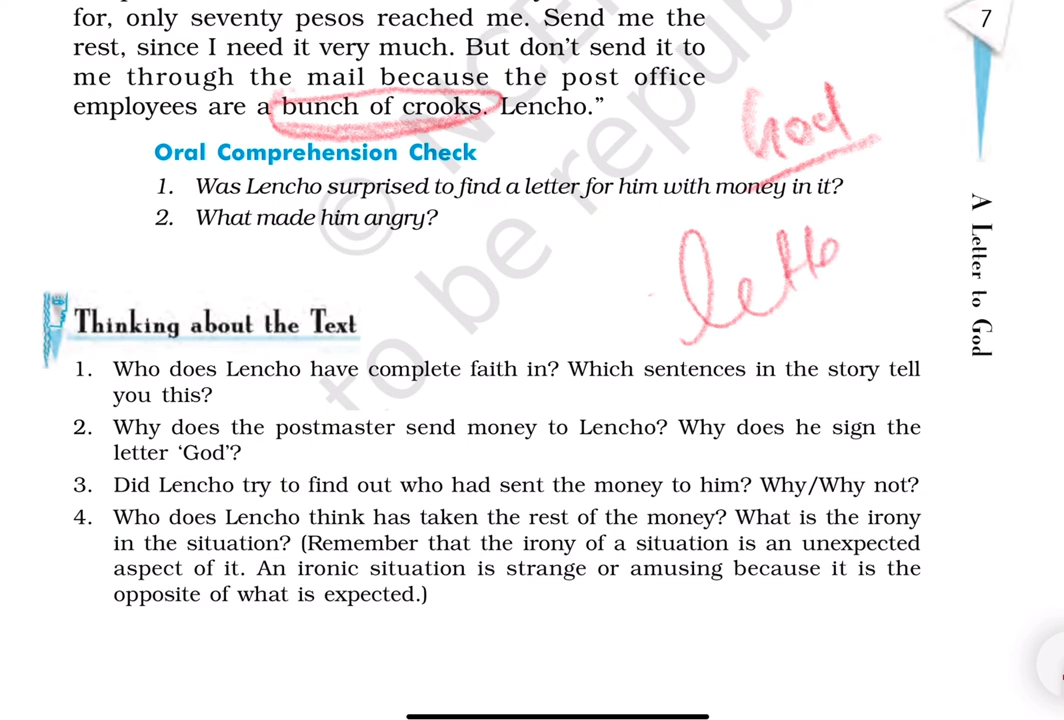 for, only seventy pesos reached me. Send me the
rest, since I need it very much. But don't send it to
me through the mail because the post office
employees are a bunch of crooks. Lencho.”
7
God
Oral Comprehension Check
1. Was Lencho surprised to find a letter for him with money in it?
2. What made him angry?
A Letter to God
Thinking about the Text
1. Who does Lencho have complete faith in? Which sentences in the story tell
you this?
2. Why does the postmaster send money to Lencho? Why does he sign the
letter ‘God’?
3. Did Lencho try to find out who had sent the money to him? Why/Why not?
4. Who does Lencho think has taken the rest of the money? What is the irony
in the situation? (Remember that the irony of a situation is an unexpected
aspect of it. An ironic situation is strange or amusing because it is the
opposite of what is expected.)
to be republ